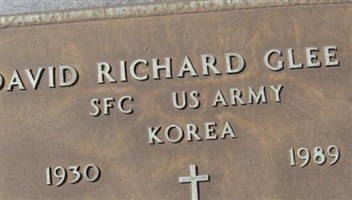 DAVID RICHARD GLEE
SFC US ARMY
KOREA
1930 1989